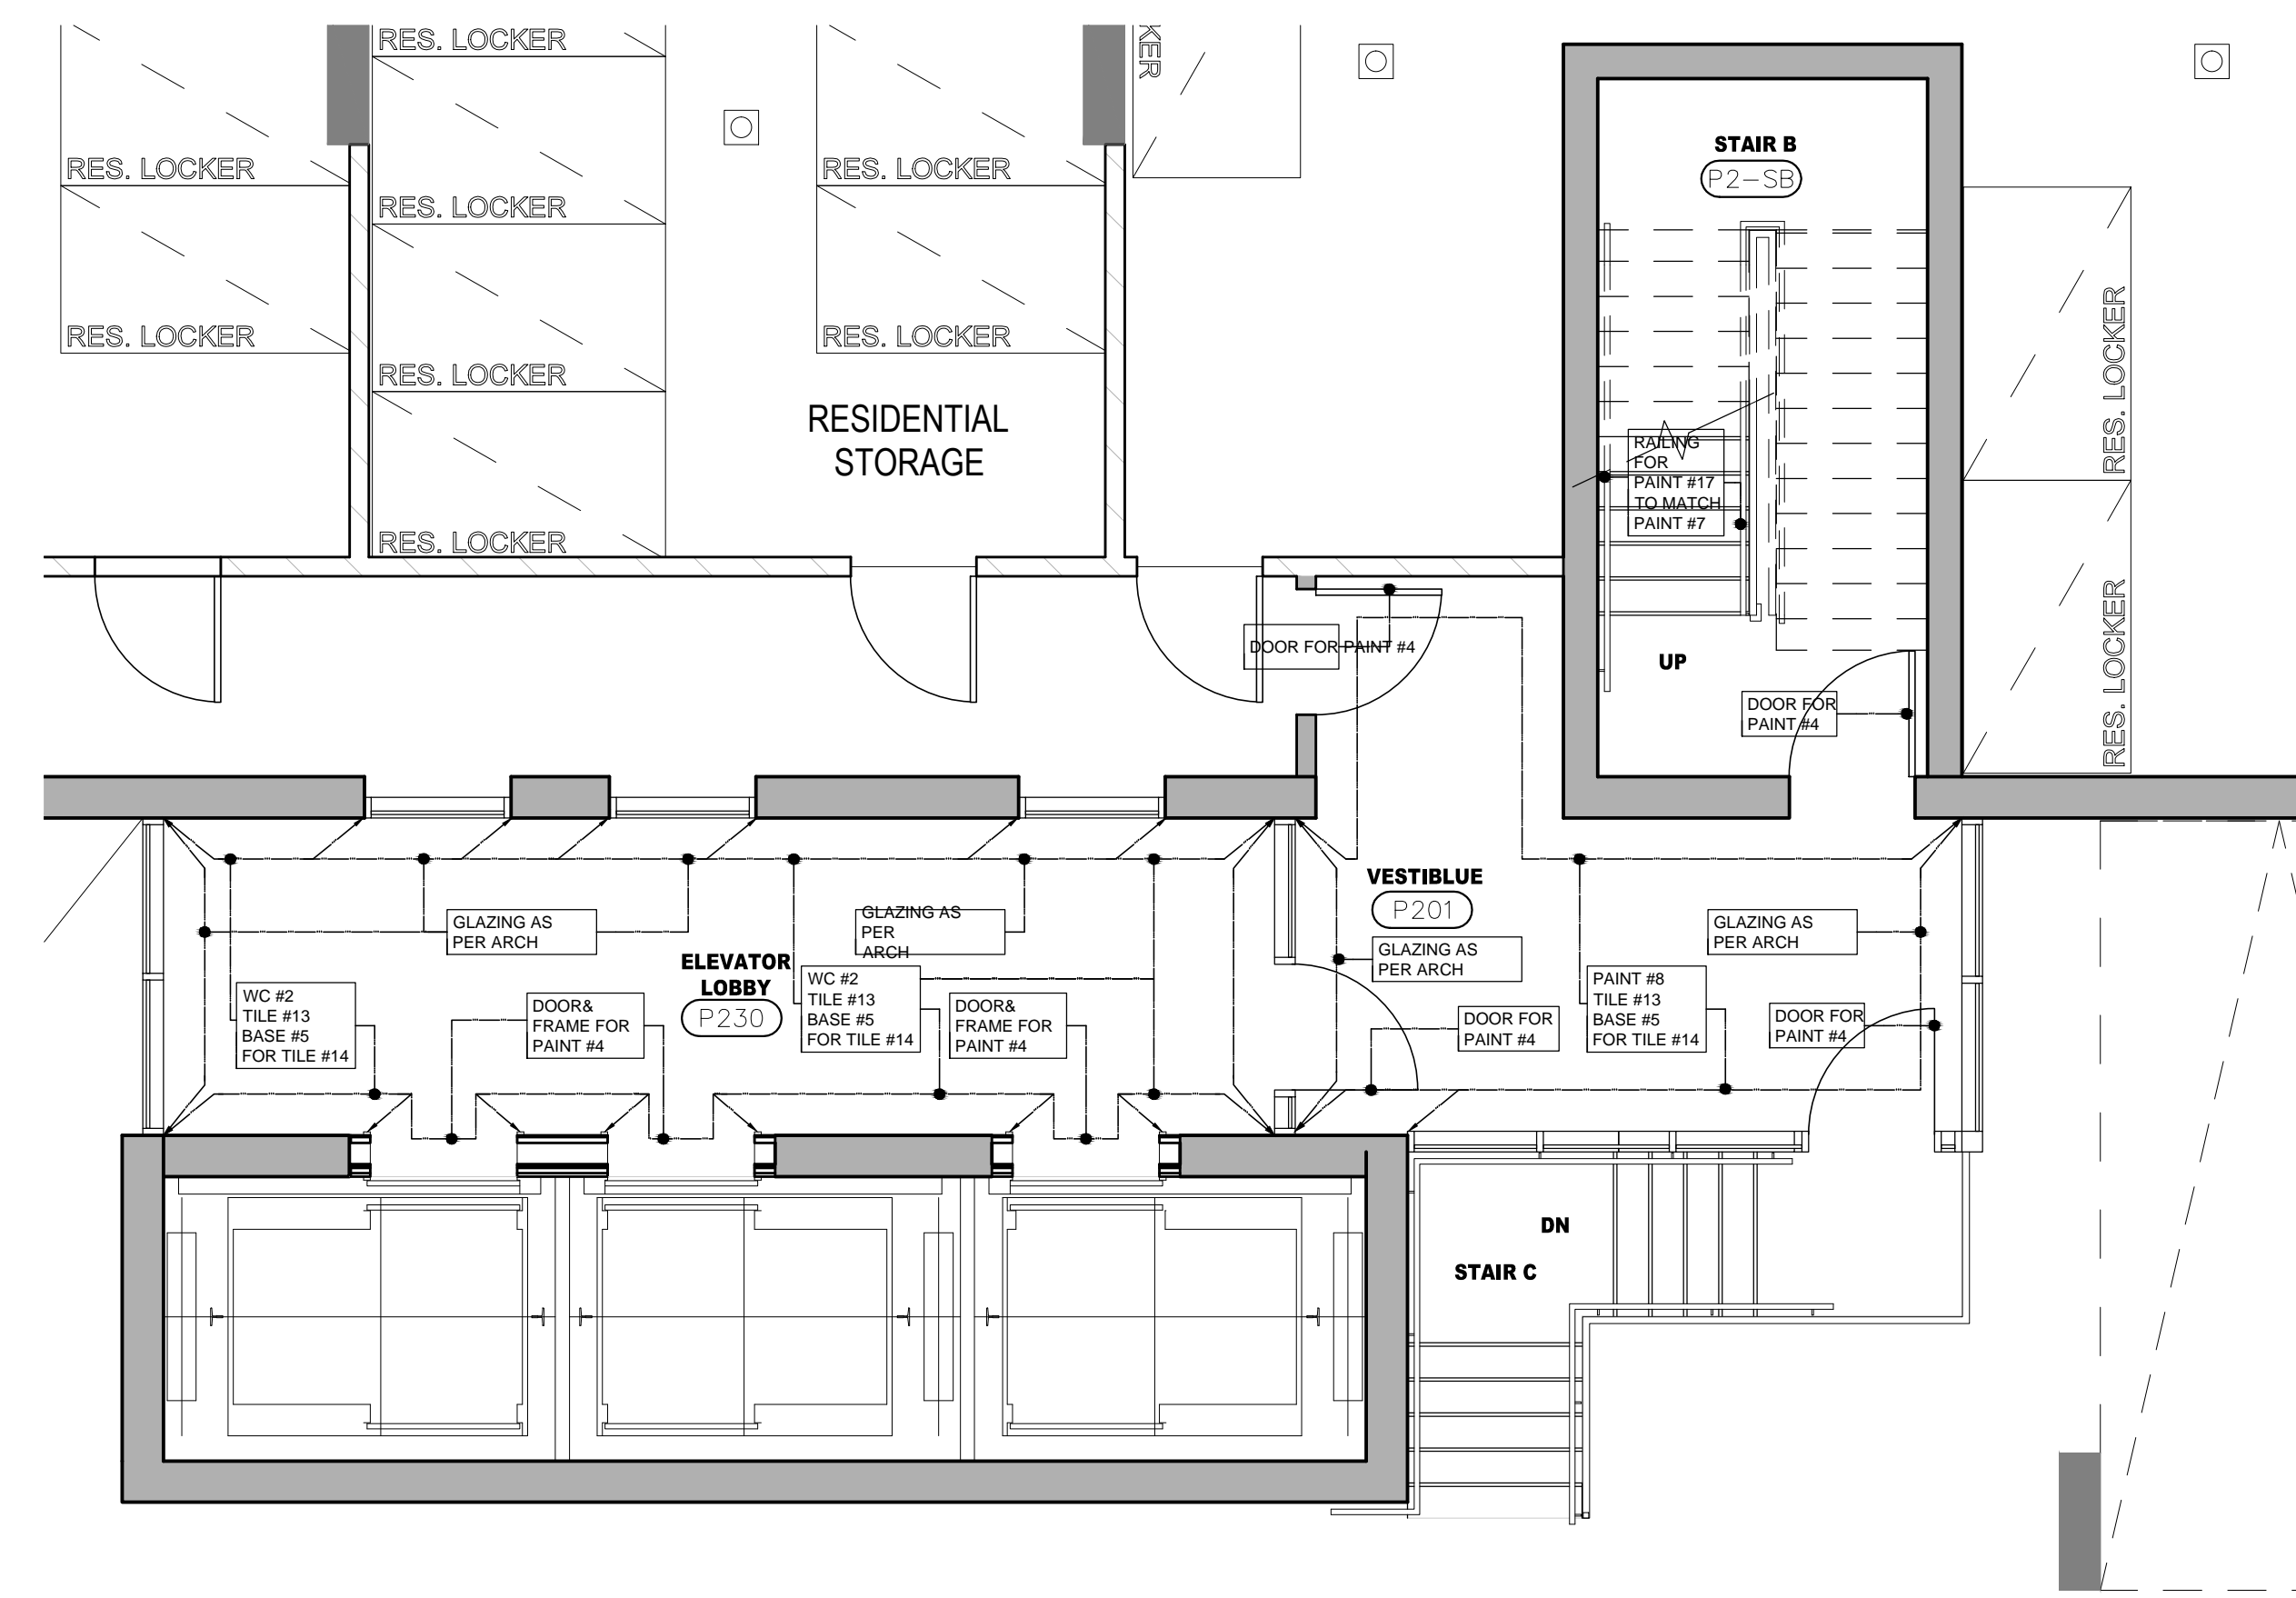 RES. LOCKER
KER
RES. LOCKER
RES. LOCKER
RES. LOCKER
RES. LOCKER
RES. LOCKER
RES. LOCKER
RES. LOCKER
RES. LOCKER
RESIDENTIAL
STORAGE
STAIR B
P2-SB
RAILING
FOR
PAINT #17
TO MATCH
PAINT #7
UP
DOOR FOR
PAINT #4
RES. LOCKER
RES. LOCKER
DOOR FOR PAINT #4
GLAZING AS
PER ARCH
GLAZING AS
PER
ARCH
VESTIBLUE
P201
GLAZING AS
PER ARCH
GLAZING AS
PER ARCH
ELEVATOR
LOBBY
P230
WC #2
TILE #13
BASE #5
FOR TILE #14
DOOR&
FRAME FOR
PAINT #4
WC #2
TILE #13
BASE #5
FOR TILE #14
DOOR&
FRAME FOR
PAINT #4
DOOR FOR
PAINT #4
PAINT #8
TILE #13
BASE #5
FOR TILE #14
DOOR FOR
PAINT #4
DN
STAIR C